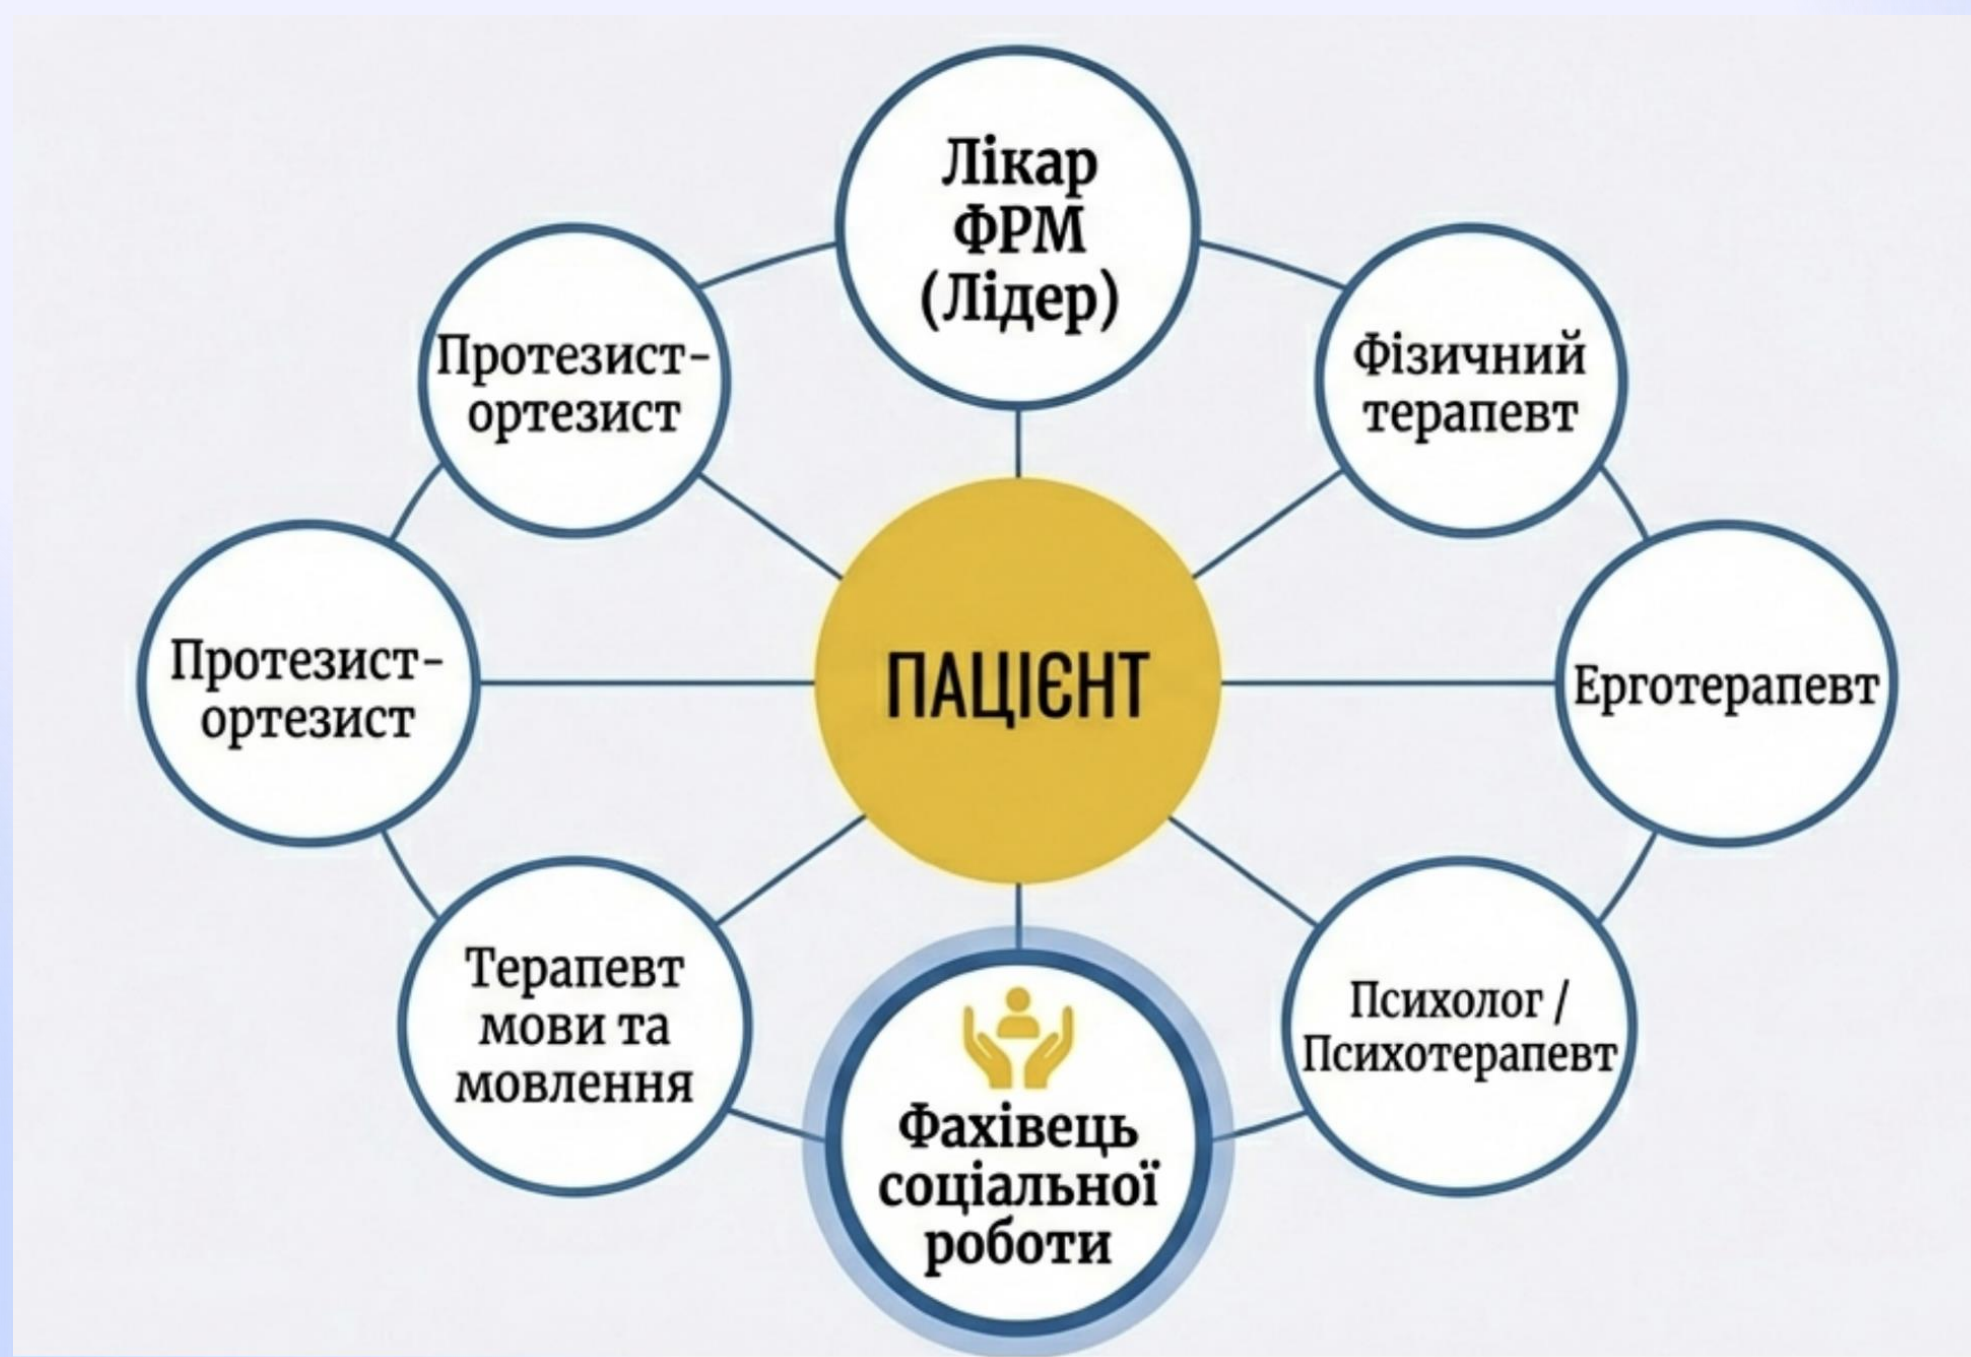 Лікар
ФРМ
(Лідер)
Протезист-
ортезист
Фізичний
терапевт
Протезист-
ортезист
ПАЦІЄНТ
Ерготерапевт
Терапевт
мови та
мовлення
Психолог /
Психотерапевт
Фахівець
соціальної
роботи